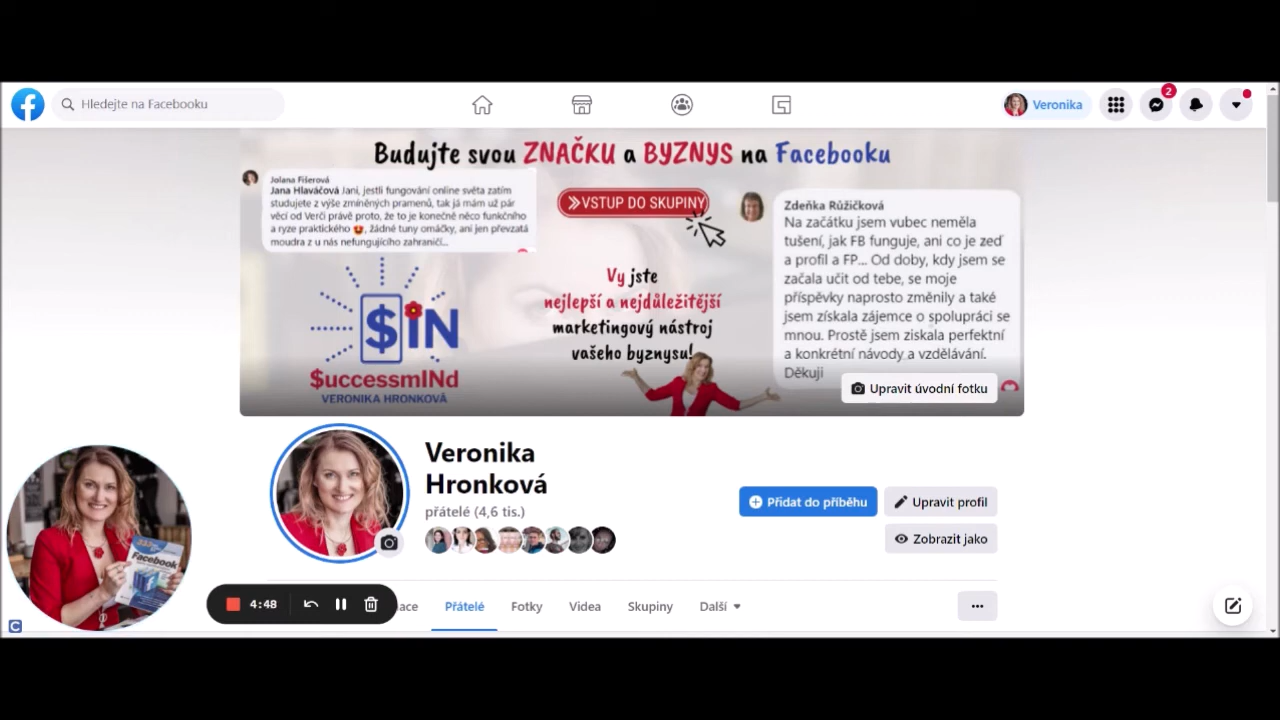 Hledejte na Facebooku
Veronika
2
Budujte svou ZNAČKU a BYZNYS na Facebooku
Jolana Fišerová
Jana Hlaváčová Jani, jestli fungování online světa zatím
studujete z výše zmíněných pramenů, tak já mám už pár
věcí od Verči právě proto, že to je konečně něco funkčního
a ryze praktického 😍, žádné tuny omáčky, ani jen převzatá
moudra z u nás nefungujícího zahraničí...
VSTUP DO SKUPINY
Zdeňka Růžičková
Na začátku jsem vubec neměla
tušení, jak FB funguje, ani co je zeď
a profil a FP... Od doby, kdy jsem se
začala učit od tebe, se moje
příspěvky naprosto změnily a také
jsem získala zájemce o spolupráci se
mnou. Prostě jsem ziskala perfektní
a konkrétní návody a vzdělávání.
Děkuji
Vy jste
nejlepší a nejdůležitější
marketingový nástroj
vašeho byznysu!
$IN
$uccessmINd
VERONIKA HRONKOVÁ
Upravit úvodní fotku
Veronika
Hronková
přátelé (4,6 tis.)
Přidat do příběhu
Upravit profil
Zobrazit jako
Facebook
4:48
ace
Přátelé
Fotky
Videa
Skupiny
Další